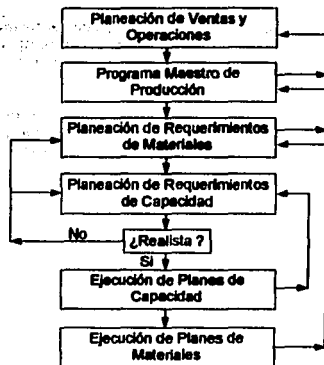 Planeación de Ventas y
Operaciones
Programa Maestro de
Producción
Planeación de Requerimientos
de Materiales
Planeación de Requerimientos
de Capacidad
No
¿Realista ?
Si
Ejecución de Planes de
Capacidad
Ejecución de Planes de
Materiales